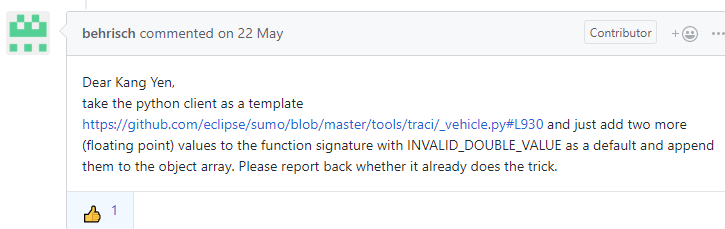 behrisch commented on 22 May
Contributor
Dear Kang Yen,
take the python client as a template
https://github.com/eclipse/sumo/blob/master/tools/traci/_vehicle.py#L930 and just add two more
(floating point) values to the function signature with INVALID_DOUBLE_VALUE as a default and append
them to the object array. Please report back whether it already does the trick.
1